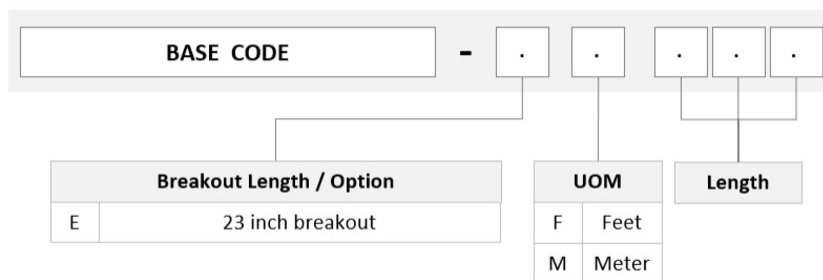 BASE CODE - . . . . .
Breakout Length / Option UOM Length
E 23 inch breakout F Feet
M Meter